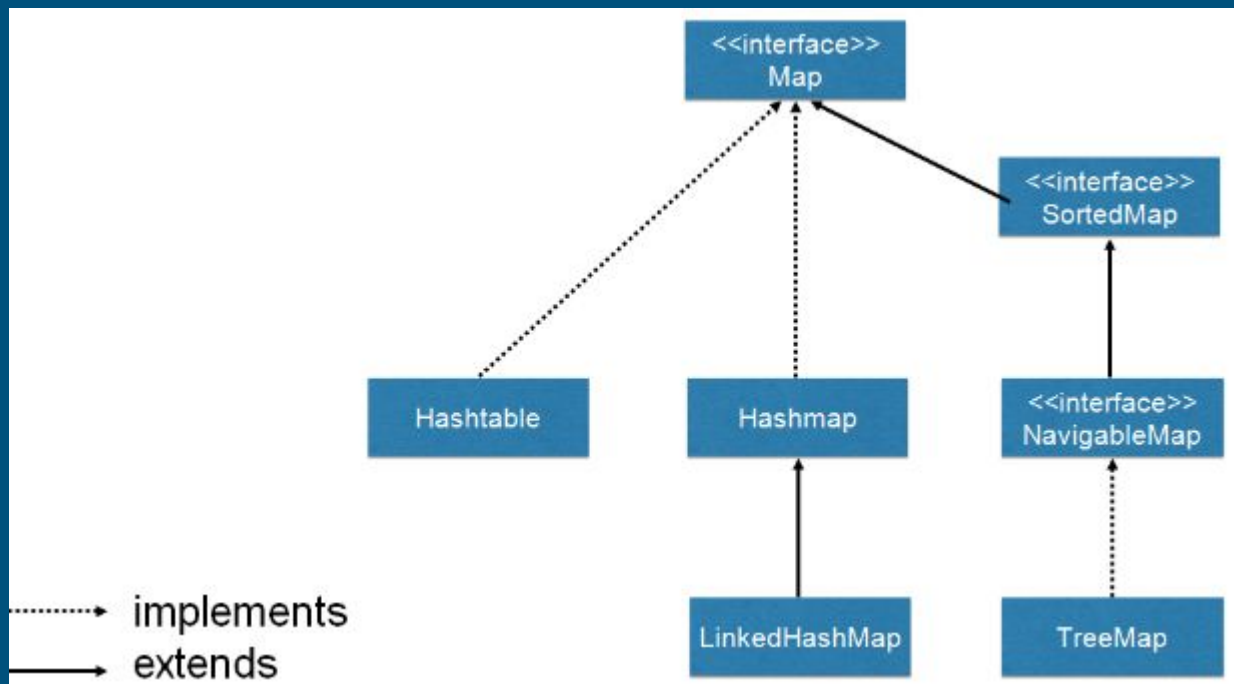 <<interface>>
Map
<<interface>>
SortedMap
Hashtable
Hashmap
<<interface>>
NavigableMap
LinkedHashMap
TreeMap
implements
extends